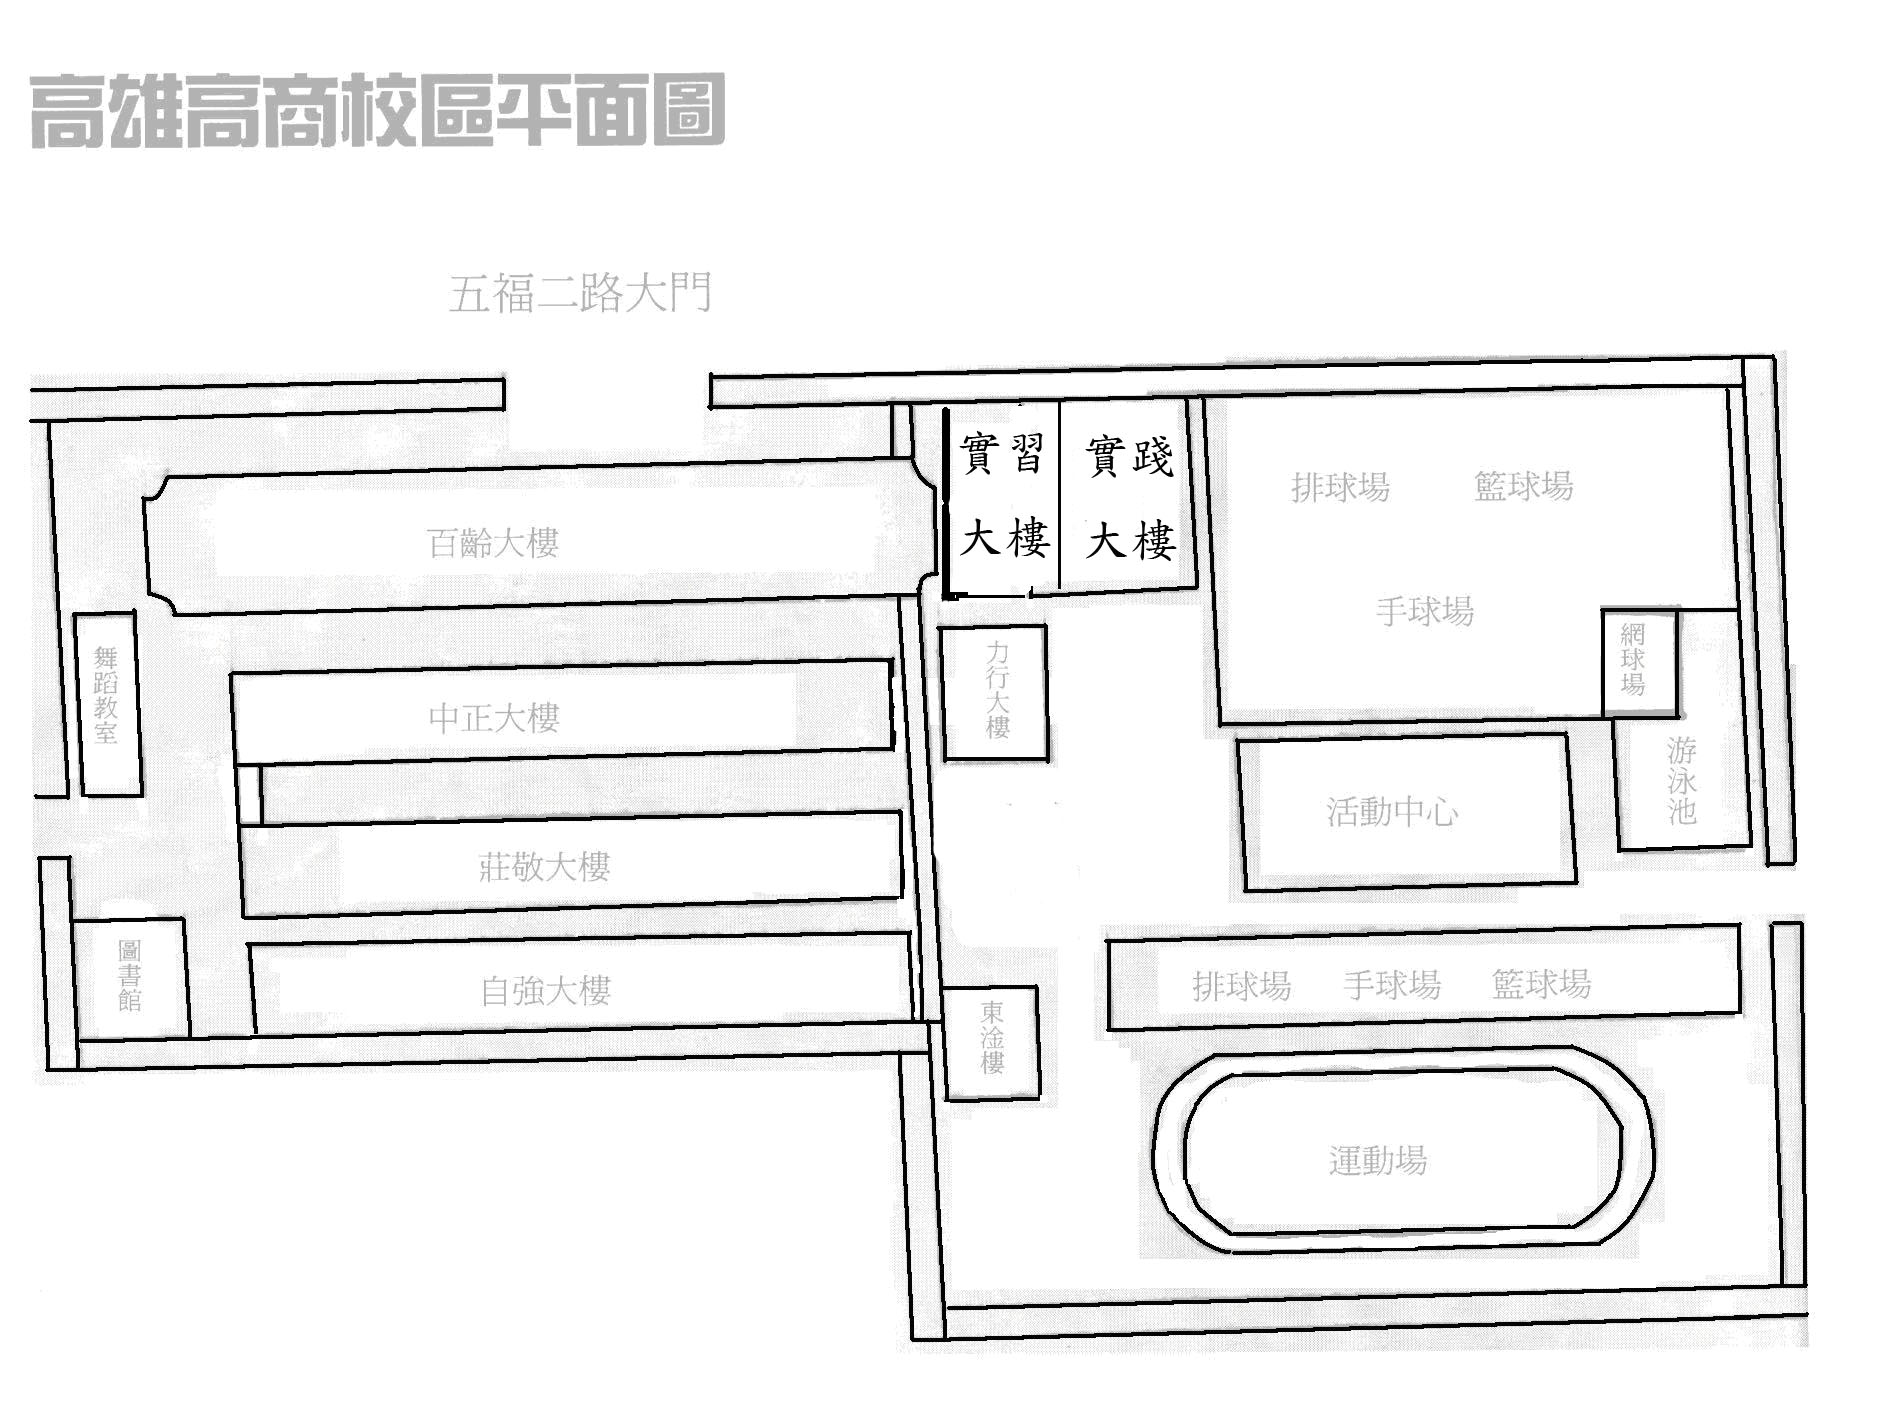 高雄高商校區平面圖
五福二路大門
實習
大樓
實踐
大樓
排球場
籃球場
手球場
網球場
百齡大樓
舞蹈教室
中正大樓
力行大樓
游泳池
活動中心
莊敬大樓
圖書館
自強大樓
東淦樓
排球場
手球場
籃球場
運動場